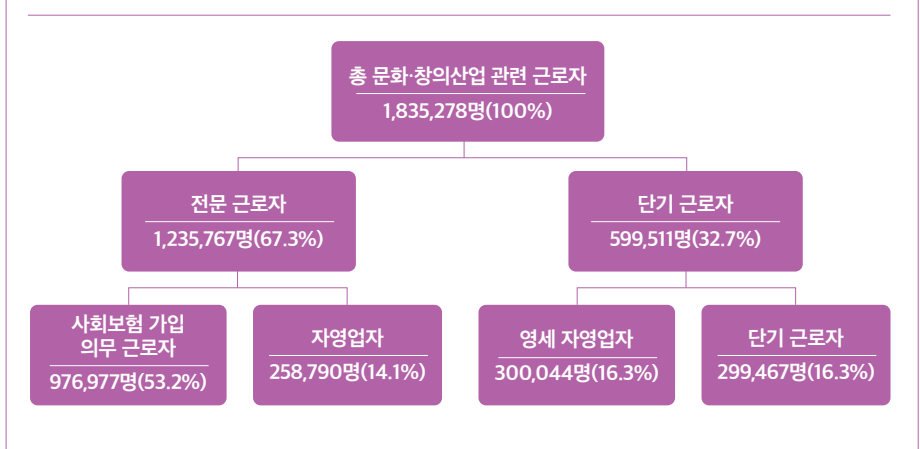 총 문화·창의산업 관련 근로자
1,835,278명(100%)
전문 근로자
1,235,767명(67.3%)
단기 근로자
599,511명(32.7%)
사회보험 가입
의무 근로자
976,977명(53.2%)
자영업자
258,790명(14.1%)
영세 자영업자
300,044명(16.3%)
단기 근로자
299,467명(16.3%)